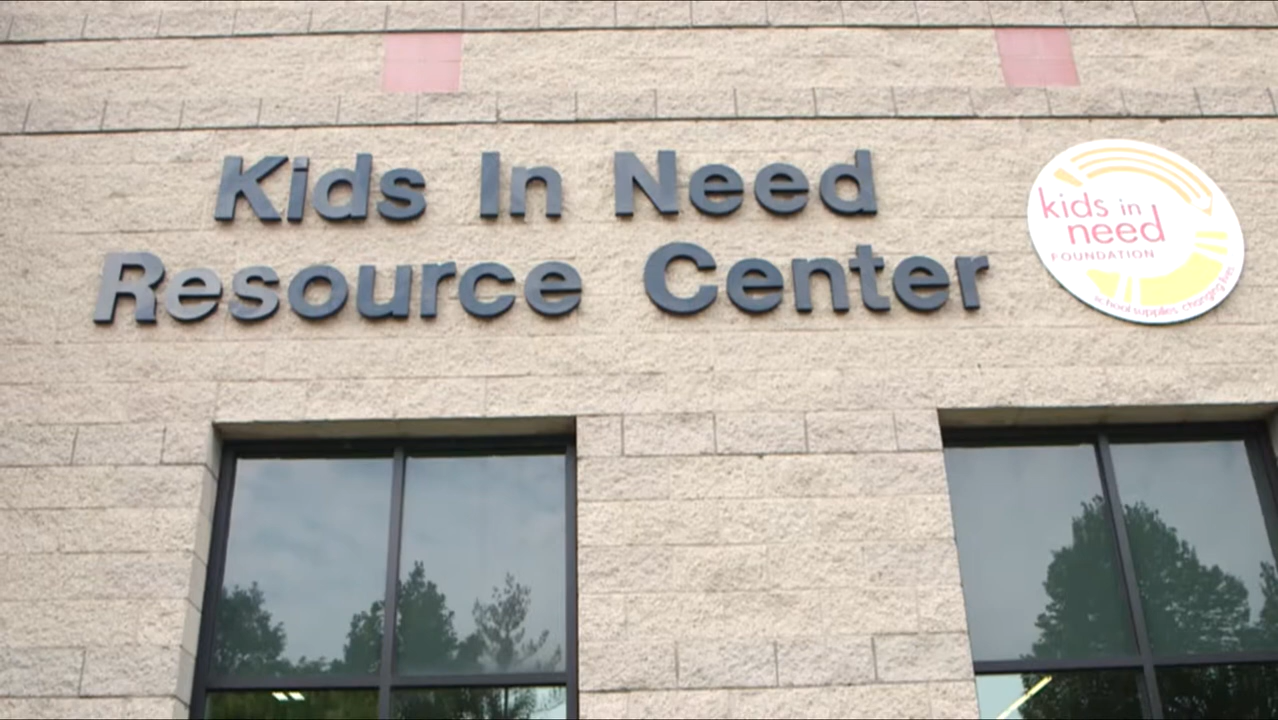 Kids In Need
Resource Center
kids in
need
FOUNDATION
school supplies. changing lives